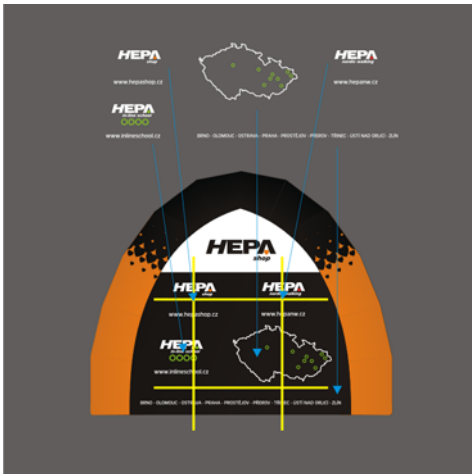 HEPA
shop
www.hepashop.cz
HEPA
nordic walking
www.hepanw.cz
HEPA
in-line school
www.inlineschool.cz
BRNO - OLOMOUC - OSTRAVA - PRAHA - PROSTĚJOV - PŘEROV - TŘINEC - ÚSTÍ NAD ORLICÍ - ZLÍN
HEPA
shop
HEPA
shop
www.hepashop.cz
HEPA
nordic walking
www.hepanw.cz
HEPA
in-line school
www.inlineschool.cz
BRNO - OLOMOUC - OSTRAVA - PRAHA - PROSTĚJOV - PŘEROV - TŘINEC - ÚSTÍ NAD ORLICÍ - ZLÍN